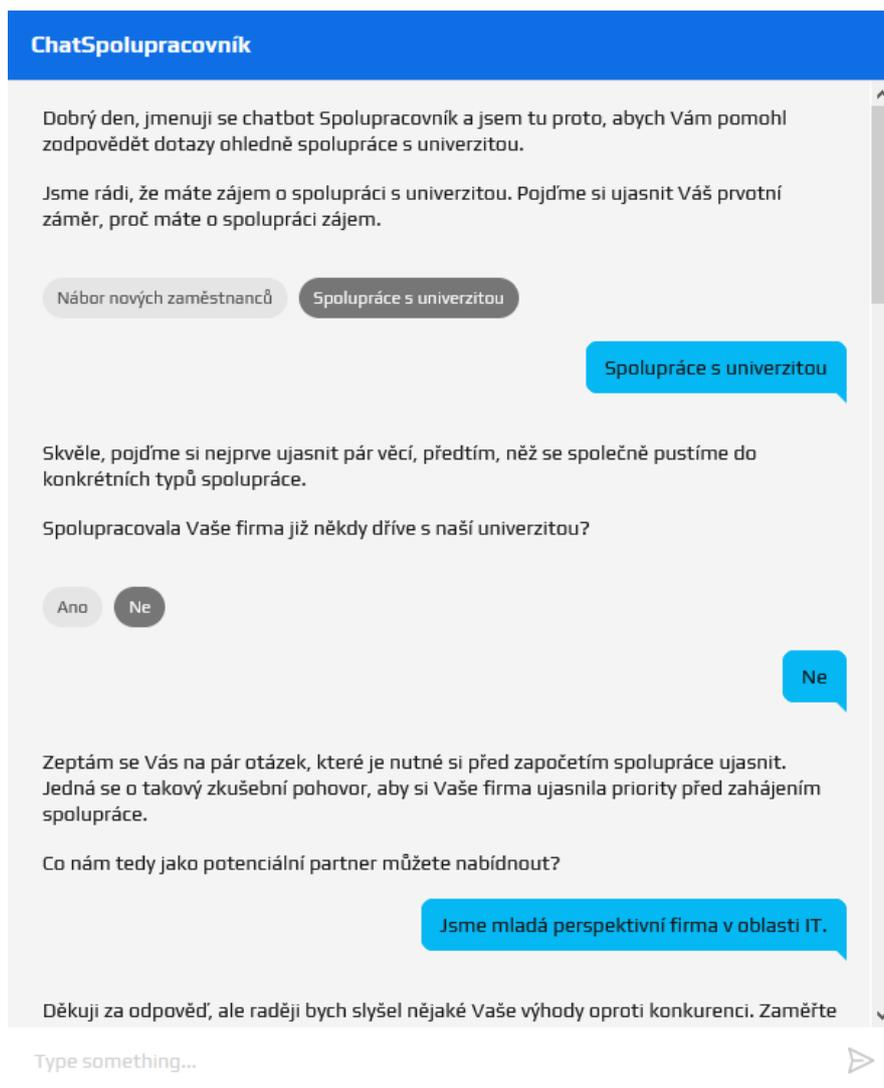 ChatSpolupracovník
Dobrý den, jmenuji se chatbot Spolupracovník a jsem tu proto, abych Vám pomohl
zodpovědět dotazy ohledně spolupráce s univerzitou.
Jsme rádi, že máte zájem o spolupráci s univerzitou. Pojďme si ujasnit Váš prvotní
záměr, proč máte o spolupráci zájem.
Nábor nových zaměstnanců Spolupráce s univerzitou
Spolupráce s univerzitou
Skvěle, pojďme si nejprve ujasnit pár věcí, předtím, něž se společně pustíme do
konkrétních typů spolupráce.
Spolupracovala Vaše firma již někdy dříve s naší univerzitou?
Ano Ne
Ne
Zeptám se Vás na pár otázek, které je nutné si před započetím spolupráce ujasnit.
Jedná se o takový zkušební pohovor, aby si Vaše firma ujasnila priority před zahájením
spolupráce.
Co nám tedy jako potenciální partner můžete nabídnout?
Jsme mladá perspektivní firma v oblasti IT.
Děkuji za odpověď, ale raději bych slyšel nějaké Vaše výhody oproti konkurenci. Zaměřte
Type something...